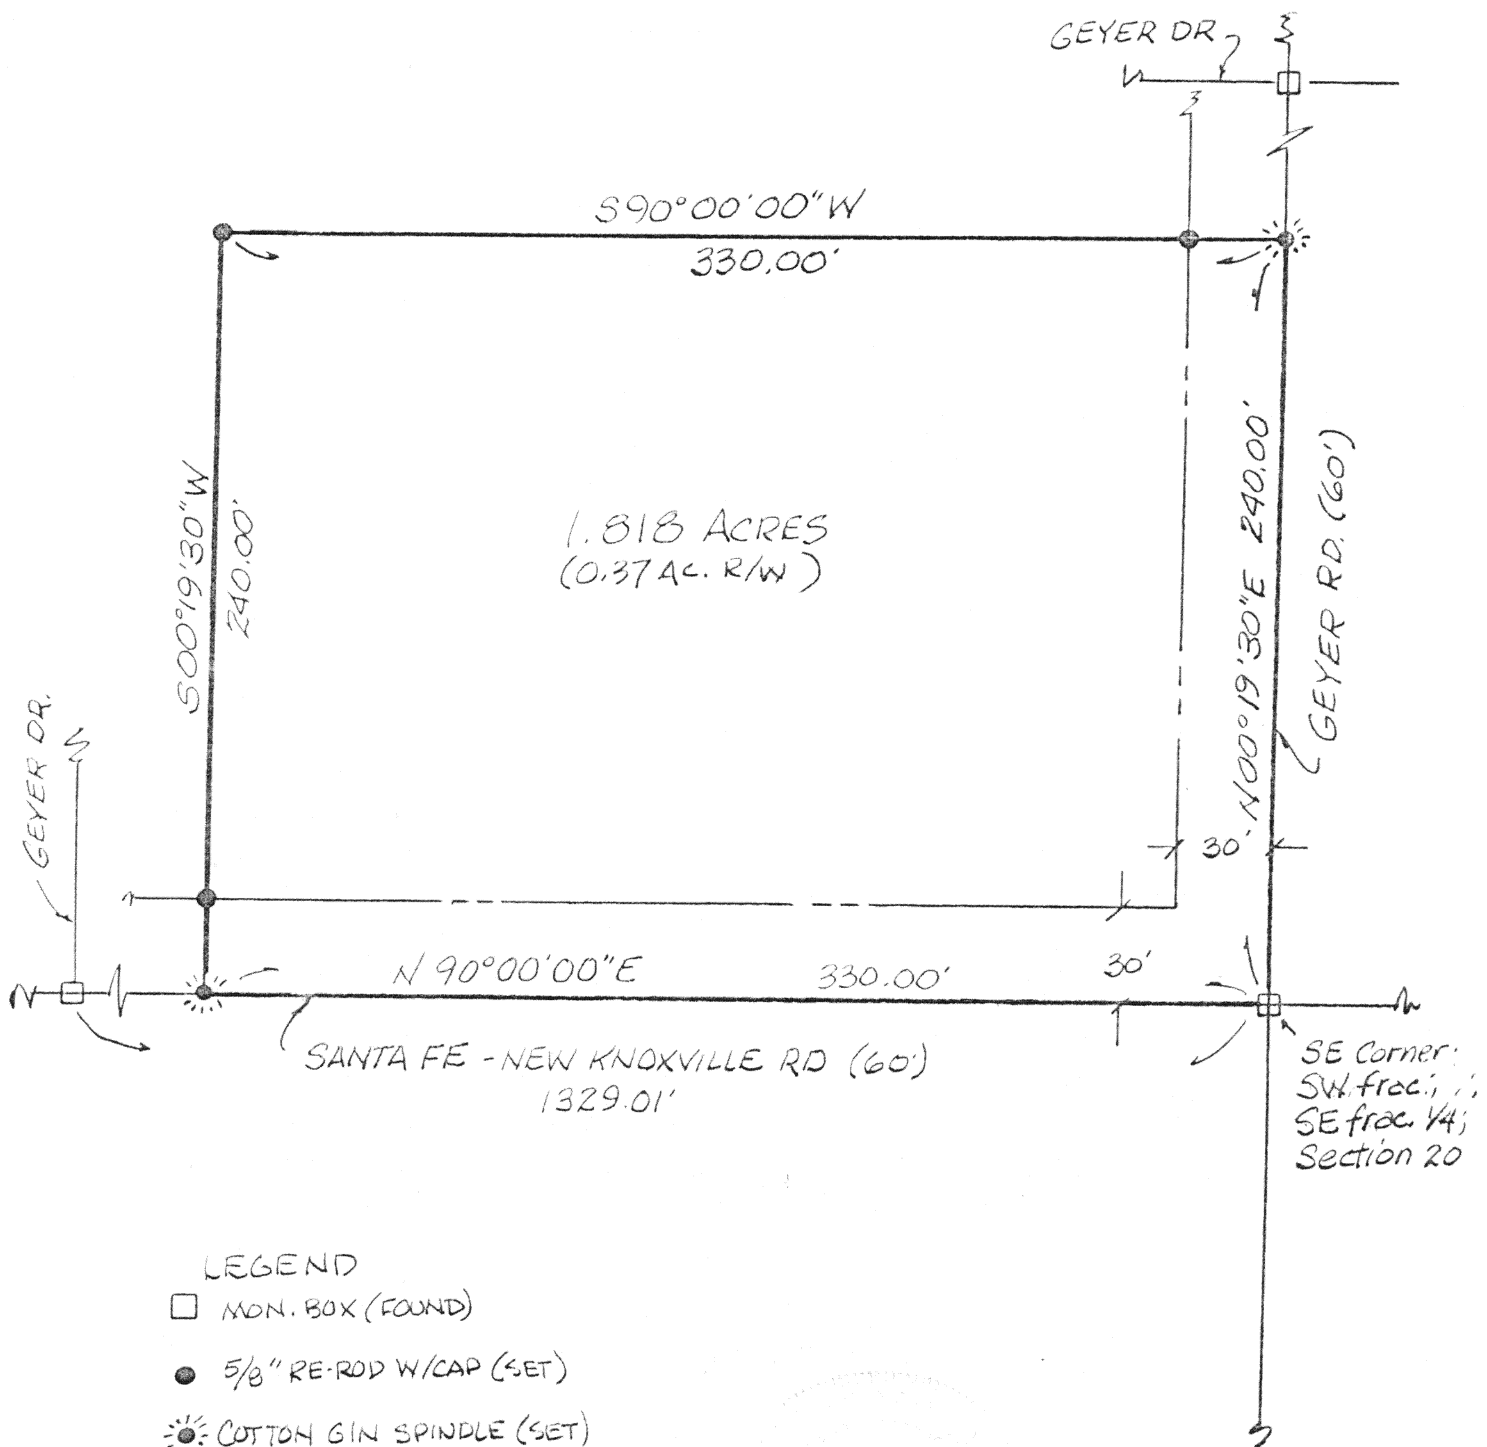 GEYER DR
S90°00'00"W
330.00'
S00°19'30"W
240.00'
1.818 ACRES
(0.37 AC. R/W)
N00°19'30"E 240.00'
GEYER RD. (60')
GEYER DR.
30'
N 90°00'00"E 330.00'
30'
SANTA FE - NEW KNOXVILLE RD (60')
1329.01'
SE Corner;
SW. frac.
SE frac. 1/4;
Section 20
LEGEND
MON. BOX (FOUND)
5/8" RE-ROD W/CAP (SET)
COTTON GIN SPINDLE (SET)